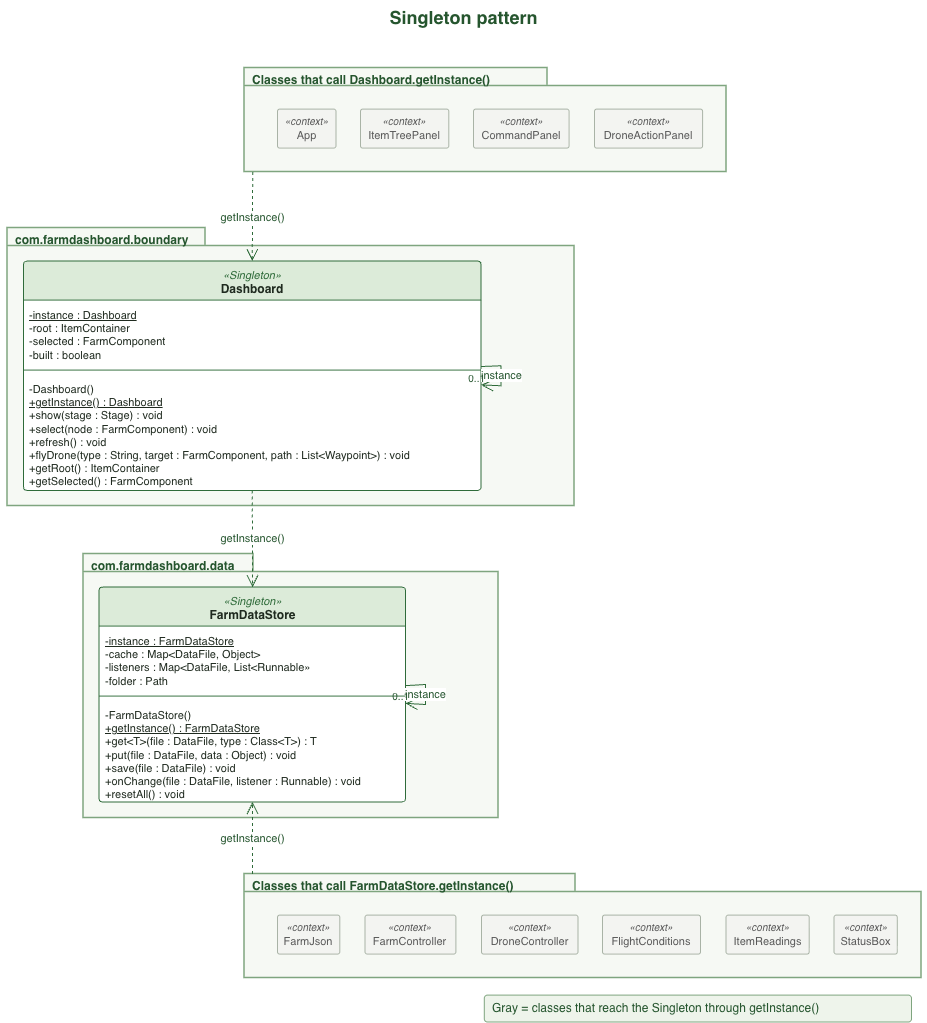 Singleton pattern
Classes that call Dashboard.getInstance()
«context» «context» «context» «context»
App ItemTreePanel CommandPanel DroneActionPanel
getInstance()
com.farmdashboard.boundary
«Singleton»
Dashboard
-instance : Dashboard
-root : ItemContainer
-selected : FarmComponent
-built : boolean
0.. instance
-Dashboard()
+getInstance() : Dashboard
+show(stage : Stage) : void
+select(node : FarmComponent) : void
+refresh() : void
+flyDrone(type : String, target : FarmComponent, path : List<Waypoint>) : void
+getRoot() : ItemContainer
+getSelected() : FarmComponent
getInstance()
com.farmdashboard.data
«Singleton»
FarmDataStore
-instance : FarmDataStore
-cache : Map<DataFile, Object>
-listeners : Map<DataFile, List<Runnable»
-folder : Path
0.. instance
-FarmDataStore()
+getInstance() : FarmDataStore
+get<T>(file : DataFile, type : Class<T>) : T
+put(file : DataFile, data : Object) : void
+save(file : DataFile) : void
+onChange(file : DataFile, listener : Runnable) : void
+resetAll() : void
getInstance()
Classes that call FarmDataStore.getInstance()
«context» «context» «context» «context» «context» «context»
FarmJson FarmController DroneController FlightConditions ItemReadings StatusBox
Gray = classes that reach the Singleton through getInstance()